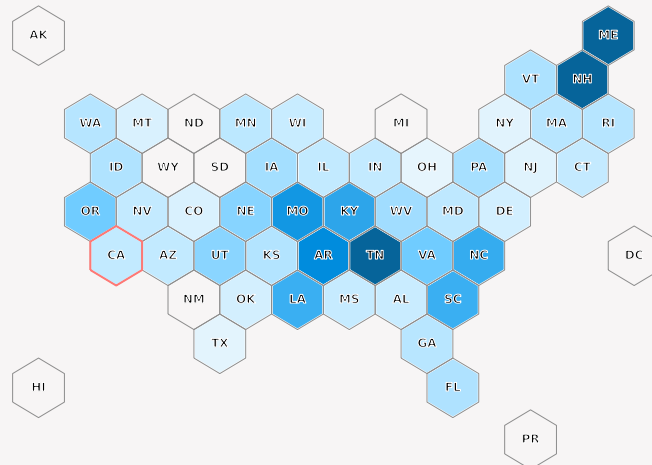 AK
ME
VT NH
WA MT ND MN WI MI NY MA RI
ID WY SD IA IL IN OH PA NJ CT
OR NV CO NE MO KY WV MD DE
CA AZ UT KS AR TN VA NC DC
NM OK LA MS AL SC
TX GA
HI FL
PR